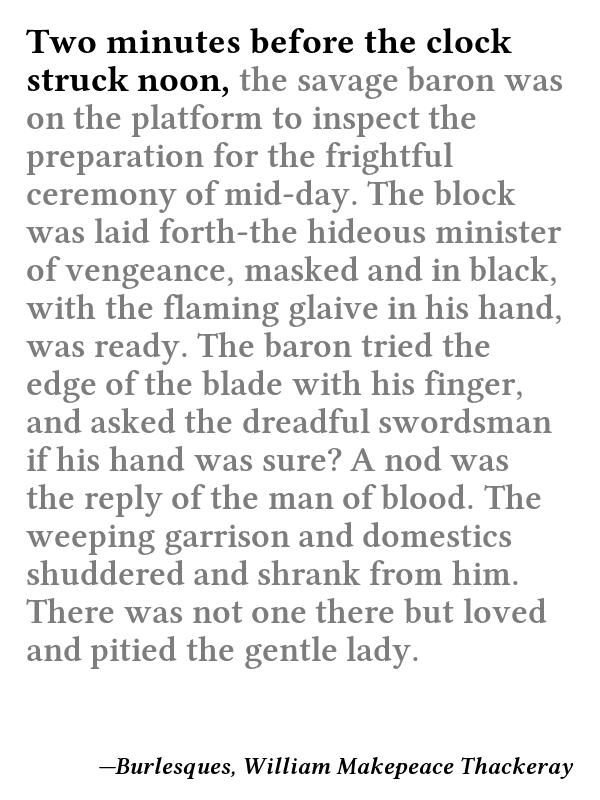 Two minutes before the clock
struck noon, the savage baron was
on the platform to inspect the
preparation for the frightful
ceremony of mid-day. The block
was laid forth-the hideous minister
of vengeance, masked and in black,
with the flaming glaive in his hand,
was ready. The baron tried the
edge of the blade with his finger,
and asked the dreadful swordsman
if his hand was sure? A nod was
the reply of the man of blood. The
weeping garrison and domestics
shuddered and shrank from him.
There was not one there but loved
and pitied the gentle lady.
—Burlesques, William Makepeace Thackeray